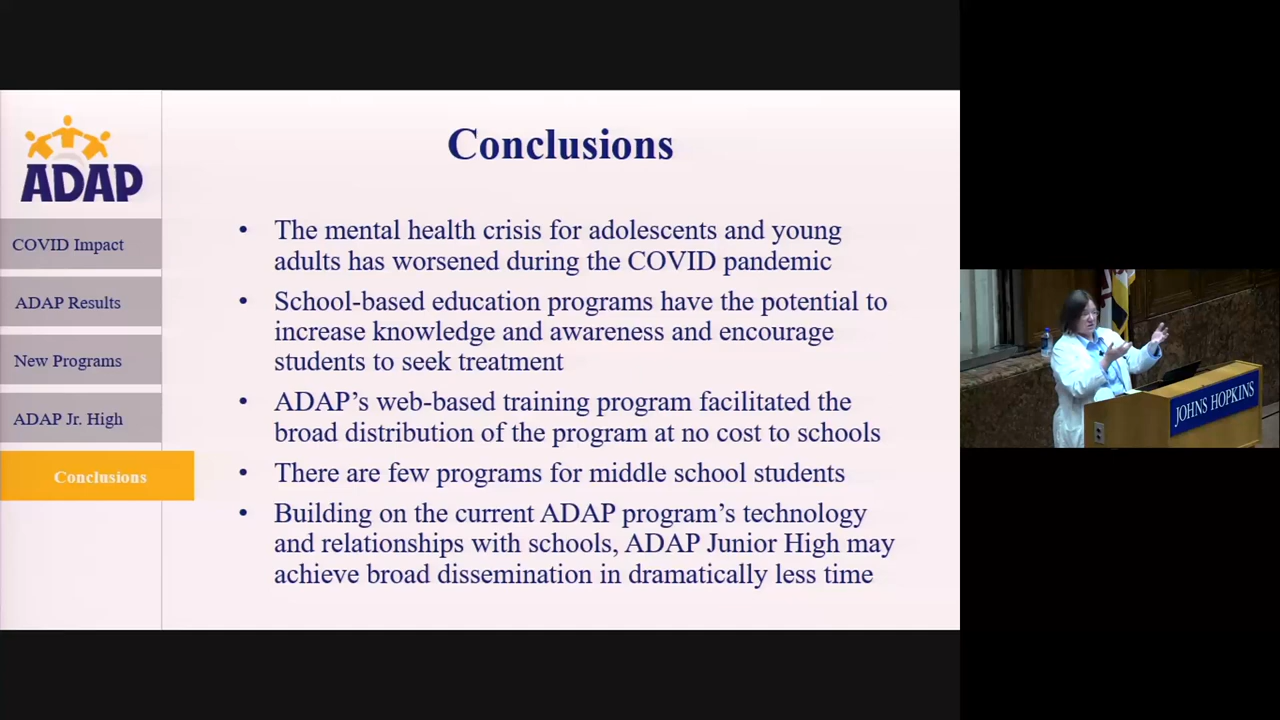 Conclusions
ADAP
COVID Impact
ADAP Results
New Programs
ADAP Jr. High
Conclusions
• The mental health crisis for adolescents and young
adults has worsened during the COVID pandemic
• School-based education programs have the potential to
increase knowledge and awareness and encourage
students to seek treatment
• ADAP’s web-based training program facilitated the
broad distribution of the program at no cost to schools
• There are few programs for middle school students
• Building on the current ADAP program’s technology
and relationships with schools, ADAP Junior High may
achieve broad dissemination in dramatically less time
JOHNS HOPKINS